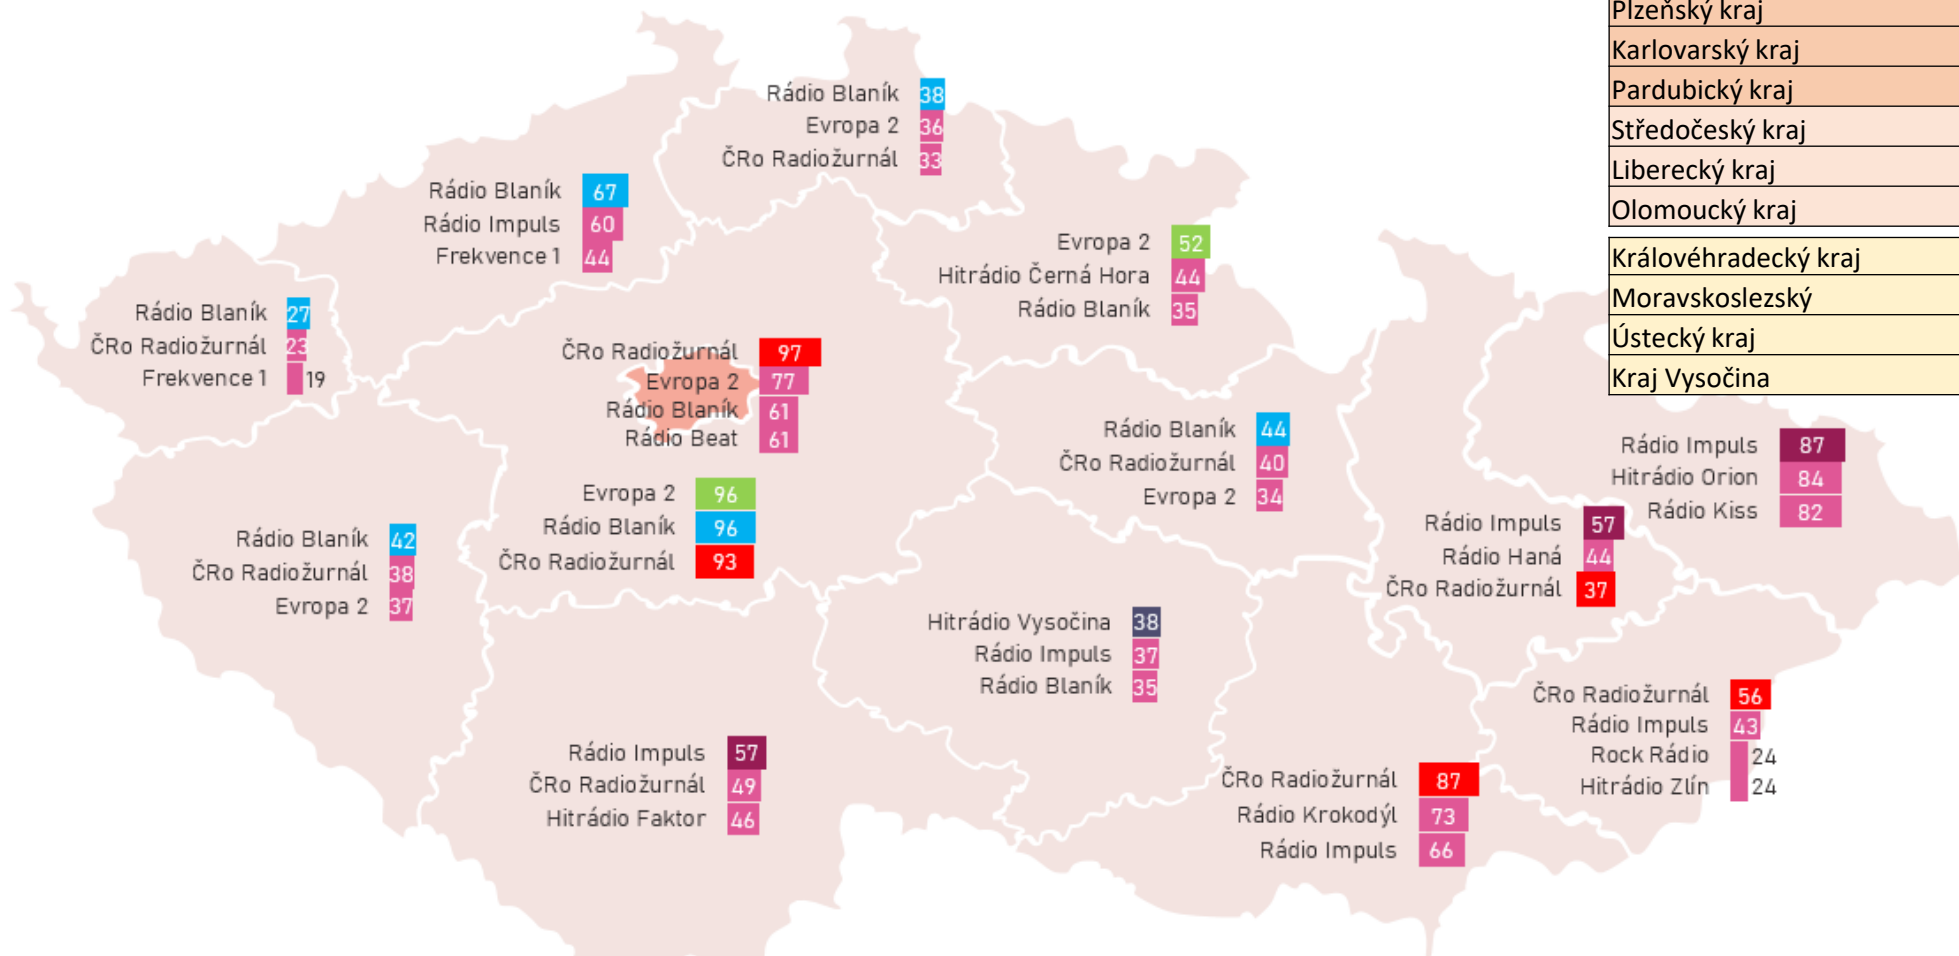 Plzeňský kraj
Karlovarský kraj
Pardubický kraj
Středočeský kraj
Liberecký kraj
Olomoucký kraj
Královéhradecký kraj
Moravskoslezský
Ústecký kraj
Kraj Vysočina
Rádio Blaník 38
Evropa 2 36
ČRo Radiožurnál 33
Rádio Blaník 67
Rádio Impuls 60
Frekvence 1 44
Evropa 2 52
Hitrádio Černá Hora 44
Rádio Blaník 35
Rádio Blaník 27
ČRo Radiožurnál 23
Frekvence 1 19
ČRo Radiožurnál 97
Evropa 2 77
Rádio Blaník 61
Rádio Beat 61
Rádio Blaník 44
ČRo Radiožurnál 40
Evropa 2 34
Rádio Impuls 87
Hitrádio Orion 84
Rádio Kiss 82
Evropa 2 96
Rádio Blaník 96
ČRo Radiožurnál 93
Rádio Impuls 57
Rádio Haná 44
ČRo Radiožurnál 37
Rádio Blaník 42
ČRo Radiožurnál 38
Evropa 2 37
Hitrádio Vysočina 38
Rádio Impuls 37
Rádio Blaník 35
ČRo Radiožurnál 56
Rádio Impuls 43
Rock Rádio 24
Hitrádio Zlín 24
Rádio Impuls 57
ČRo Radiožurnál 49
Hitrádio Faktor 46
ČRo Radiožurnál 87
Rádio Krokodýl 73
Rádio Impuls 66